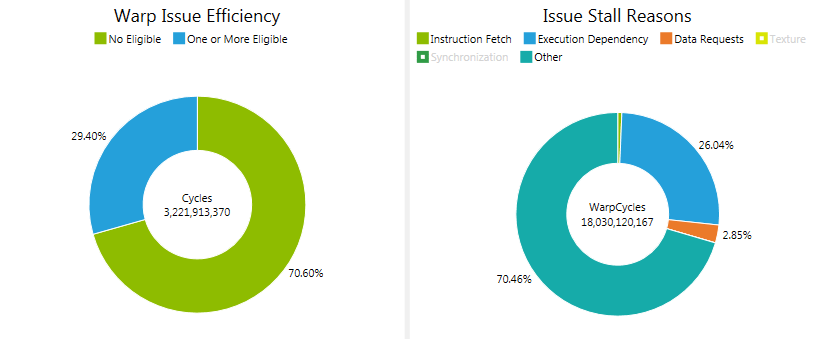 Warp Issue Efficiency
No Eligible One or More Eligible
29.40%
Cycles
3,221,913,370
70.60%
Issue Stall Reasons
Instruction Fetch Execution Dependency Data Requests Texture
Synchronization Other
26.04%
WarpCycles
18,030,120,167
2.85%
70.46%